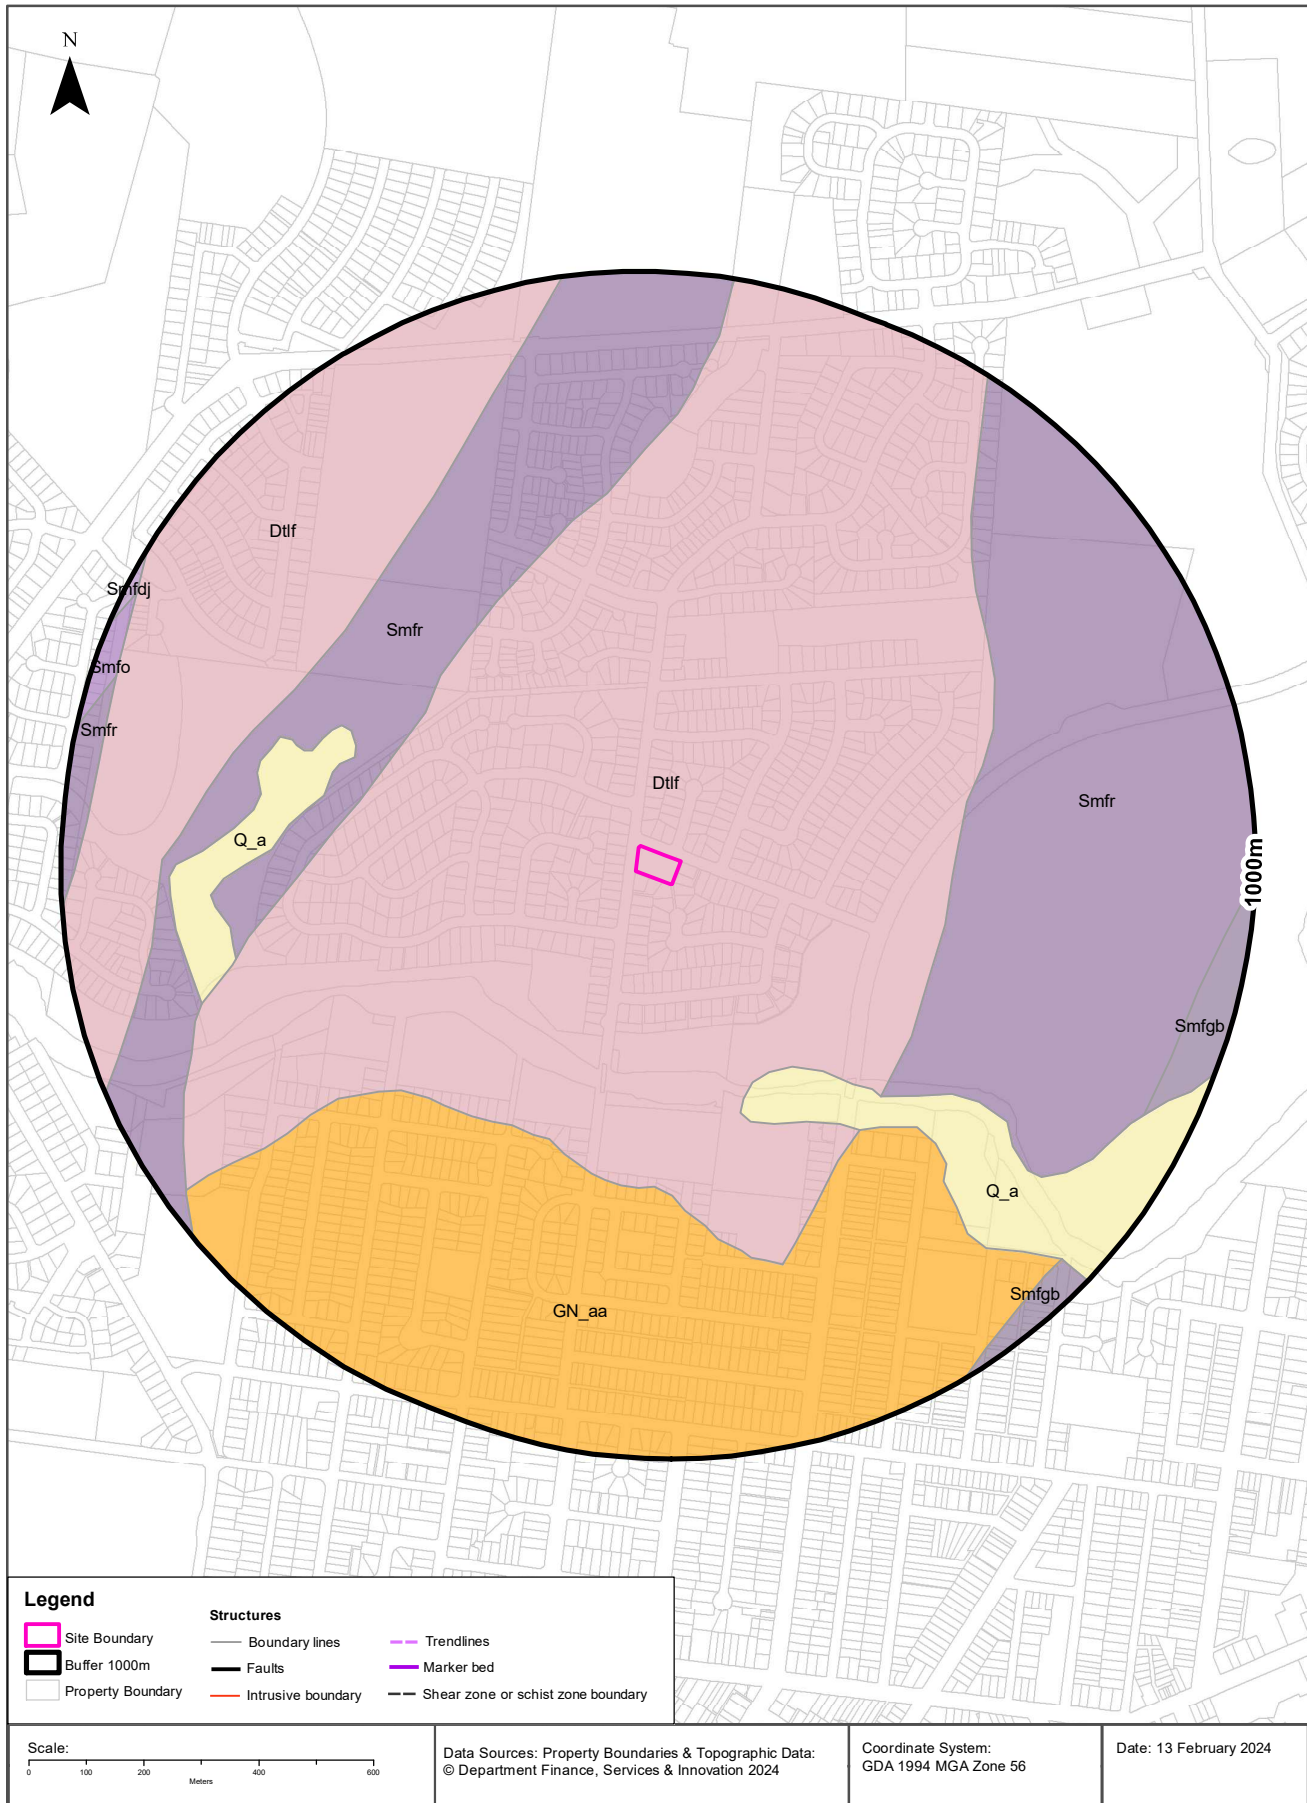 N
Dtlf
Smfdj
Smfr
Smfo
Smfr
Dtlf
Smfr
Q_a
1000m
Smfgb
Q_a
Smfgb
GN_aa
Legend
Site Boundary
Buffer 1000m
Property Boundary
Structures
Boundary lines
Faults
Intrusive boundary
Trendlines
Marker bed
Shear zone or schist zone boundary
Scale:
0 100 200 400 600
Meters
Data Sources: Property Boundaries & Topographic Data:
© Department Finance, Services & Innovation 2024
Coordinate System:
GDA 1994 MGA Zone 56
Date: 13 February 2024